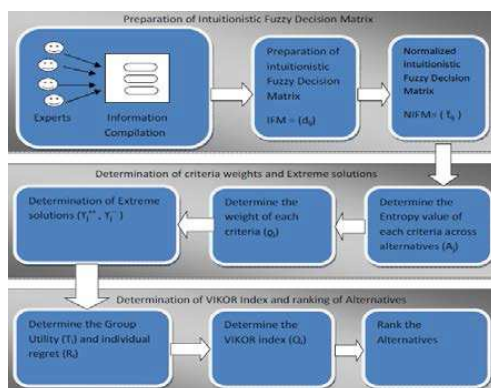 Preparation of Intuitionistic Fuzzy Decision Matrix
Experts
Information
Compilation
Preparation of
Intuitionistic
Fuzzy Decision
Matrix
IFM = (dij)
Normalized
Intuitionistic
Fuzzy Decision
Matrix
NIFM= ( )
Determination of criteria weights and Extreme solutions
Determination of Extreme
solutions
Determine the
weight of each
criteria (ϱj)
Determine the
Entropy value of
each criteria across
alternatives (Aj)
Determination of VIKOR Index and ranking of Alternatives
Determine the Group
Utility (Ti) and individual
regret (Ri)
Determine the
VIKOR index (Qi)
Rank the
Alternatives